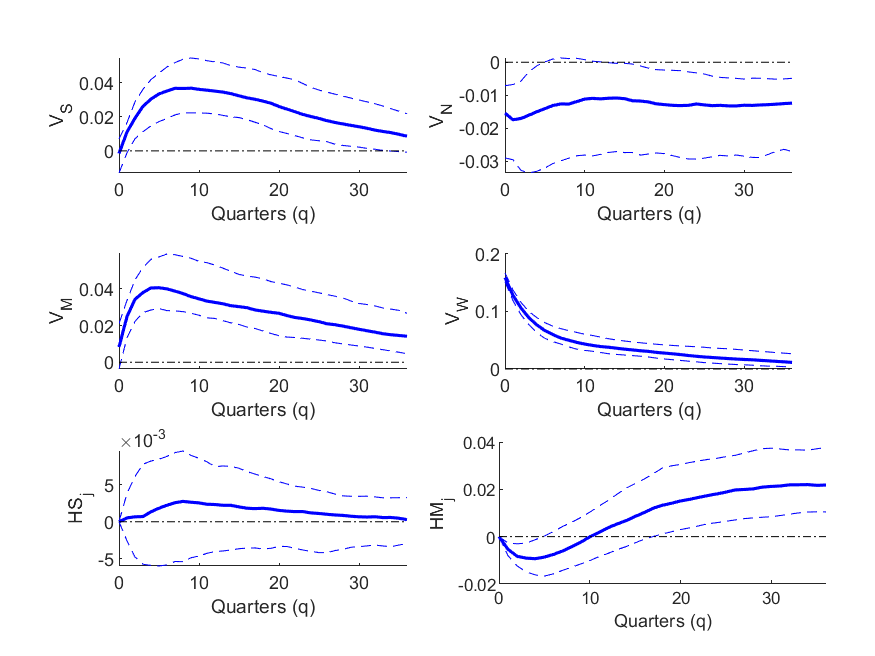 0.04
0.02
0
V_S
0 10 20 30
Quarters (q)
0
-0.01
-0.02
-0.03
V_N
0 10 20 30
Quarters (q)
0.04
0.02
0
V_M
0 10 20 30
Quarters (q)
0.2
0.1
0
V_W
0 10 20 30
Quarters (q)
×10^-3
5
0
-5
HS_j
0 10 20 30
Quarters (q)
0.04
0.02
0
-0.02
HM_j
0 10 20 30
Quarters (q)